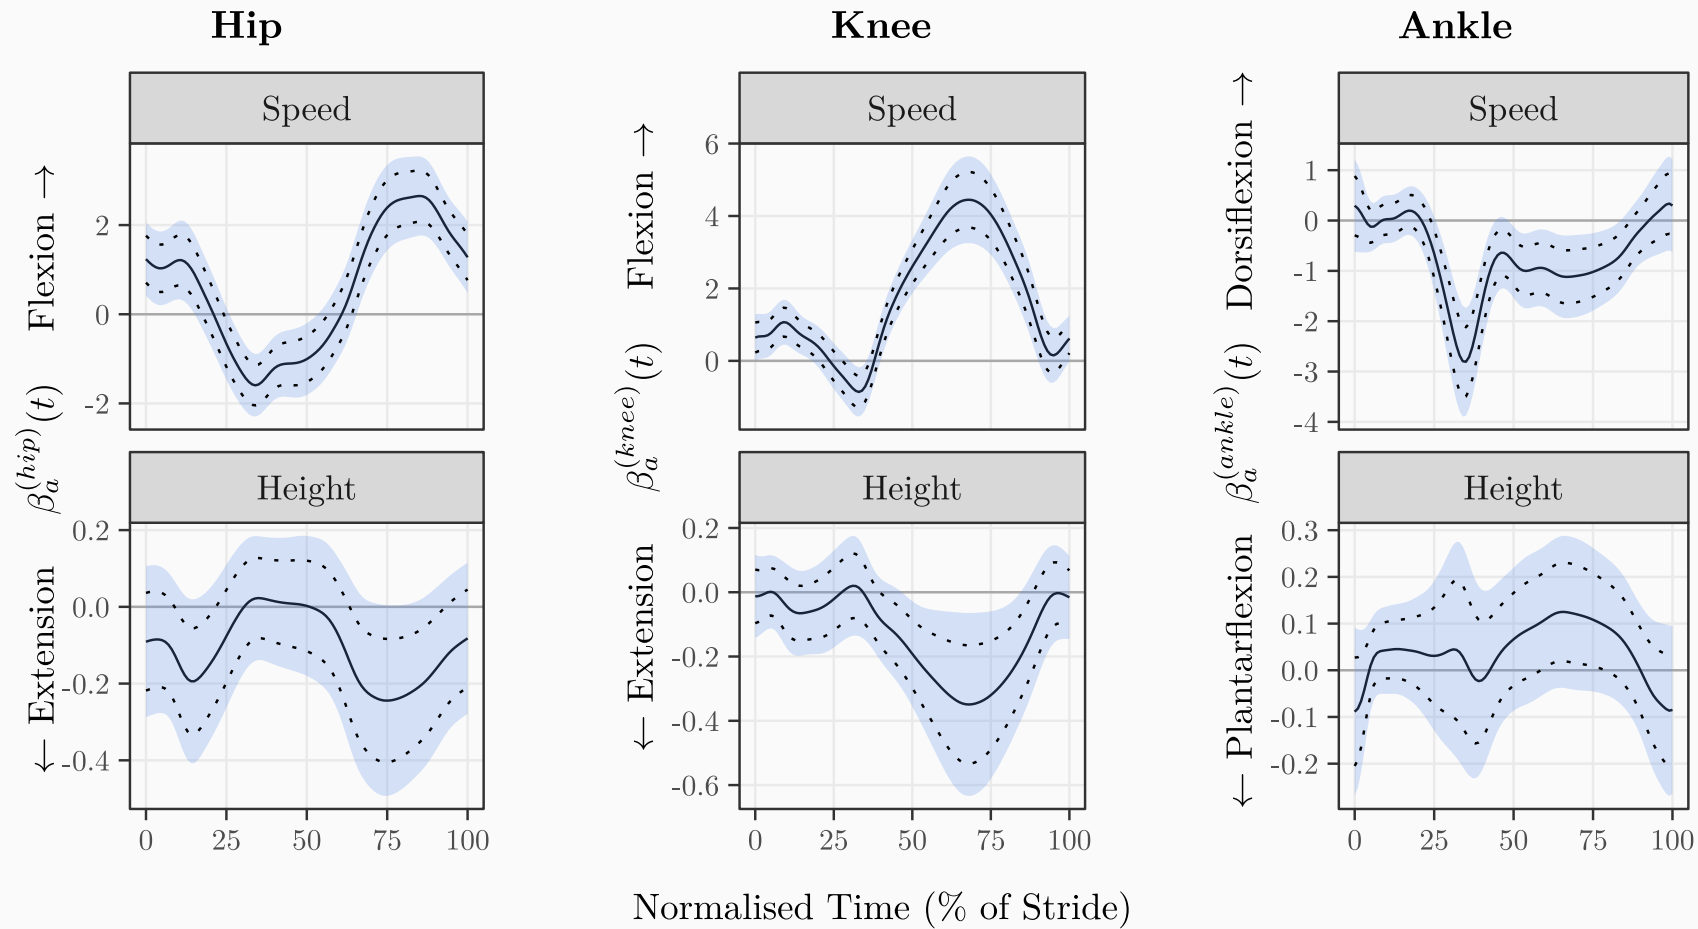 Hip
Knee
Ankle
Speed
Speed
Speed
2
0
-2
6
4
2
0
1
0
-1
-2
-3
-4
Height
Height
Height
0.2
0.0
-0.2
-0.4
0.2
0.0
-0.2
-0.4
-0.6
0.3
0.2
0.1
0.0
-0.1
-0.2
← Extension β_a^{(hip)}(t) Flexion →
← Extension β_a^{(knee)}(t) Flexion →
← Plantarflexion β_a^{(ankle)}(t) Dorsiflexion →
0 25 50 75 100
0 25 50 75 100
0 25 50 75 100
Normalised Time (% of Stride)